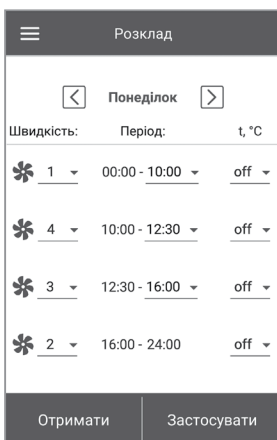 Розклад
Понеділок
Швидкість: Період: t, °C
1 00:00 - 10:00 off
4 10:00 - 12:30 off
3 12:30 - 16:00 off
2 16:00 - 24:00 off
Отримати Застосувати